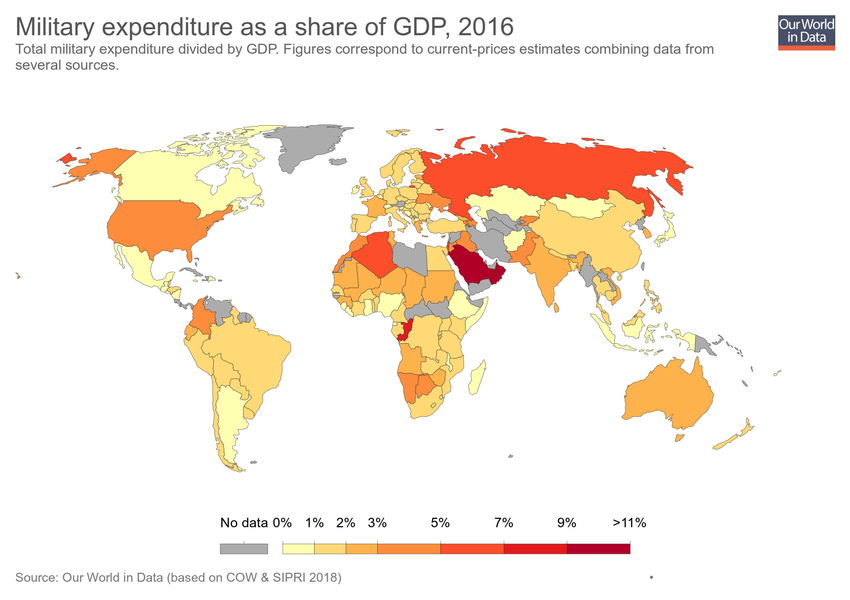 Military expenditure as a share of GDP, 2016
Our World
in Data
Total military expenditure divided by GDP. Figures correspond to current-prices estimates combining data from
several sources.
No data 0% 1% 2% 3% 5% 7% 9% >11%
Source: Our World in Data (based on COW & SIPRI 2018)